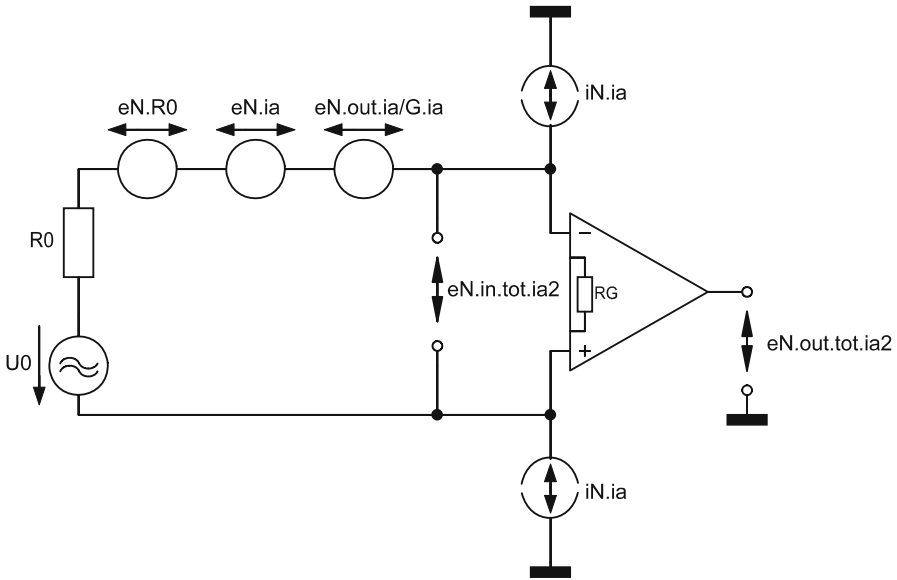 iN.ia
eN.R0
eN.ia
eN.out.ia/G.ia
R0
−
eN.in.tot.ia2
RG
U0
+
eN.out.tot.ia2
iN.ia